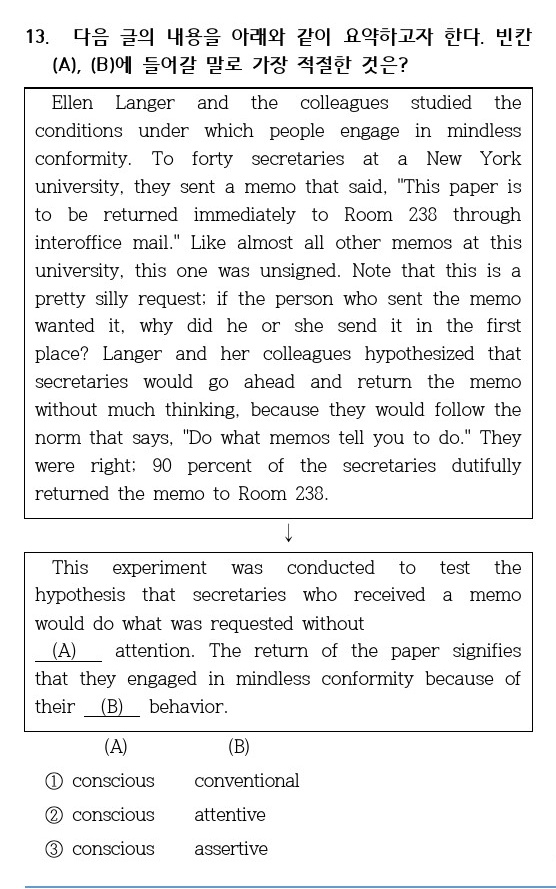 13. 다음 글의 내용을 아래와 같이 요약하고자 한다. 빈칸
(A), (B)에 들어갈 말로 가장 적절한 것은?
Ellen Langer and the colleagues studied the
conditions under which people engage in mindless
conformity. To forty secretaries at a New York
university, they sent a memo that said, "This paper is
to be returned immediately to Room 238 through
interoffice mail." Like almost all other memos at this
university, this one was unsigned. Note that this is a
pretty silly request; if the person who sent the memo
wanted it, why did he or she send it in the first
place? Langer and her colleagues hypothesized that
secretaries would go ahead and return the memo
without much thinking, because they would follow the
norm that says, "Do what memos tell you to do." They
were right; 90 percent of the secretaries dutifully
returned the memo to Room 238.
↓
This experiment was conducted to test the
hypothesis that secretaries who received a memo
would do what was requested without
(A) attention. The return of the paper signifies
that they engaged in mindless conformity because of
their (B) behavior.
(A) (B)
① conscious conventional
② conscious attentive
③ conscious assertive